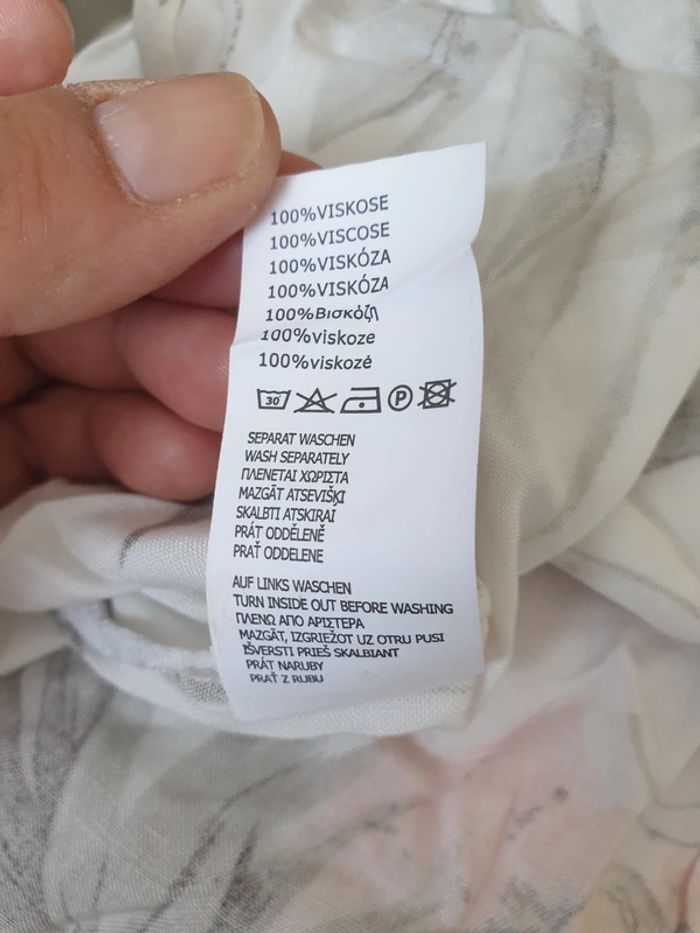 100%VISKOSE
100%VISCOSE
100%VISKÓZA
100%VISKÓZA
100%Βισκόζη
100%viskoze
100%viskozė
30 P
SEPARAT WASCHEN
WASH SEPARATELY
ΠΛΕΝΕΤΑΙ ΧΩΡΙΣΤΑ
MAZGĀT ATSEVIŠĶI
SKALBTI ATSKIRAI
PRÁT ODDĚLENĚ
PRAŤ ODDELENE
AUF LINKS WASCHEN
TURN INSIDE OUT BEFORE WASHING
ΠΛΕΝΩ ΑΠΟ ΑΡΙΣΤΕΡΑ
MAZGĀT, IZGRIEŽOT UZ OTRU PUSI
IŠVERSTI PRIEŠ SKALBIANT
PRÁT NARUBY
PRAŤ Z RUBU